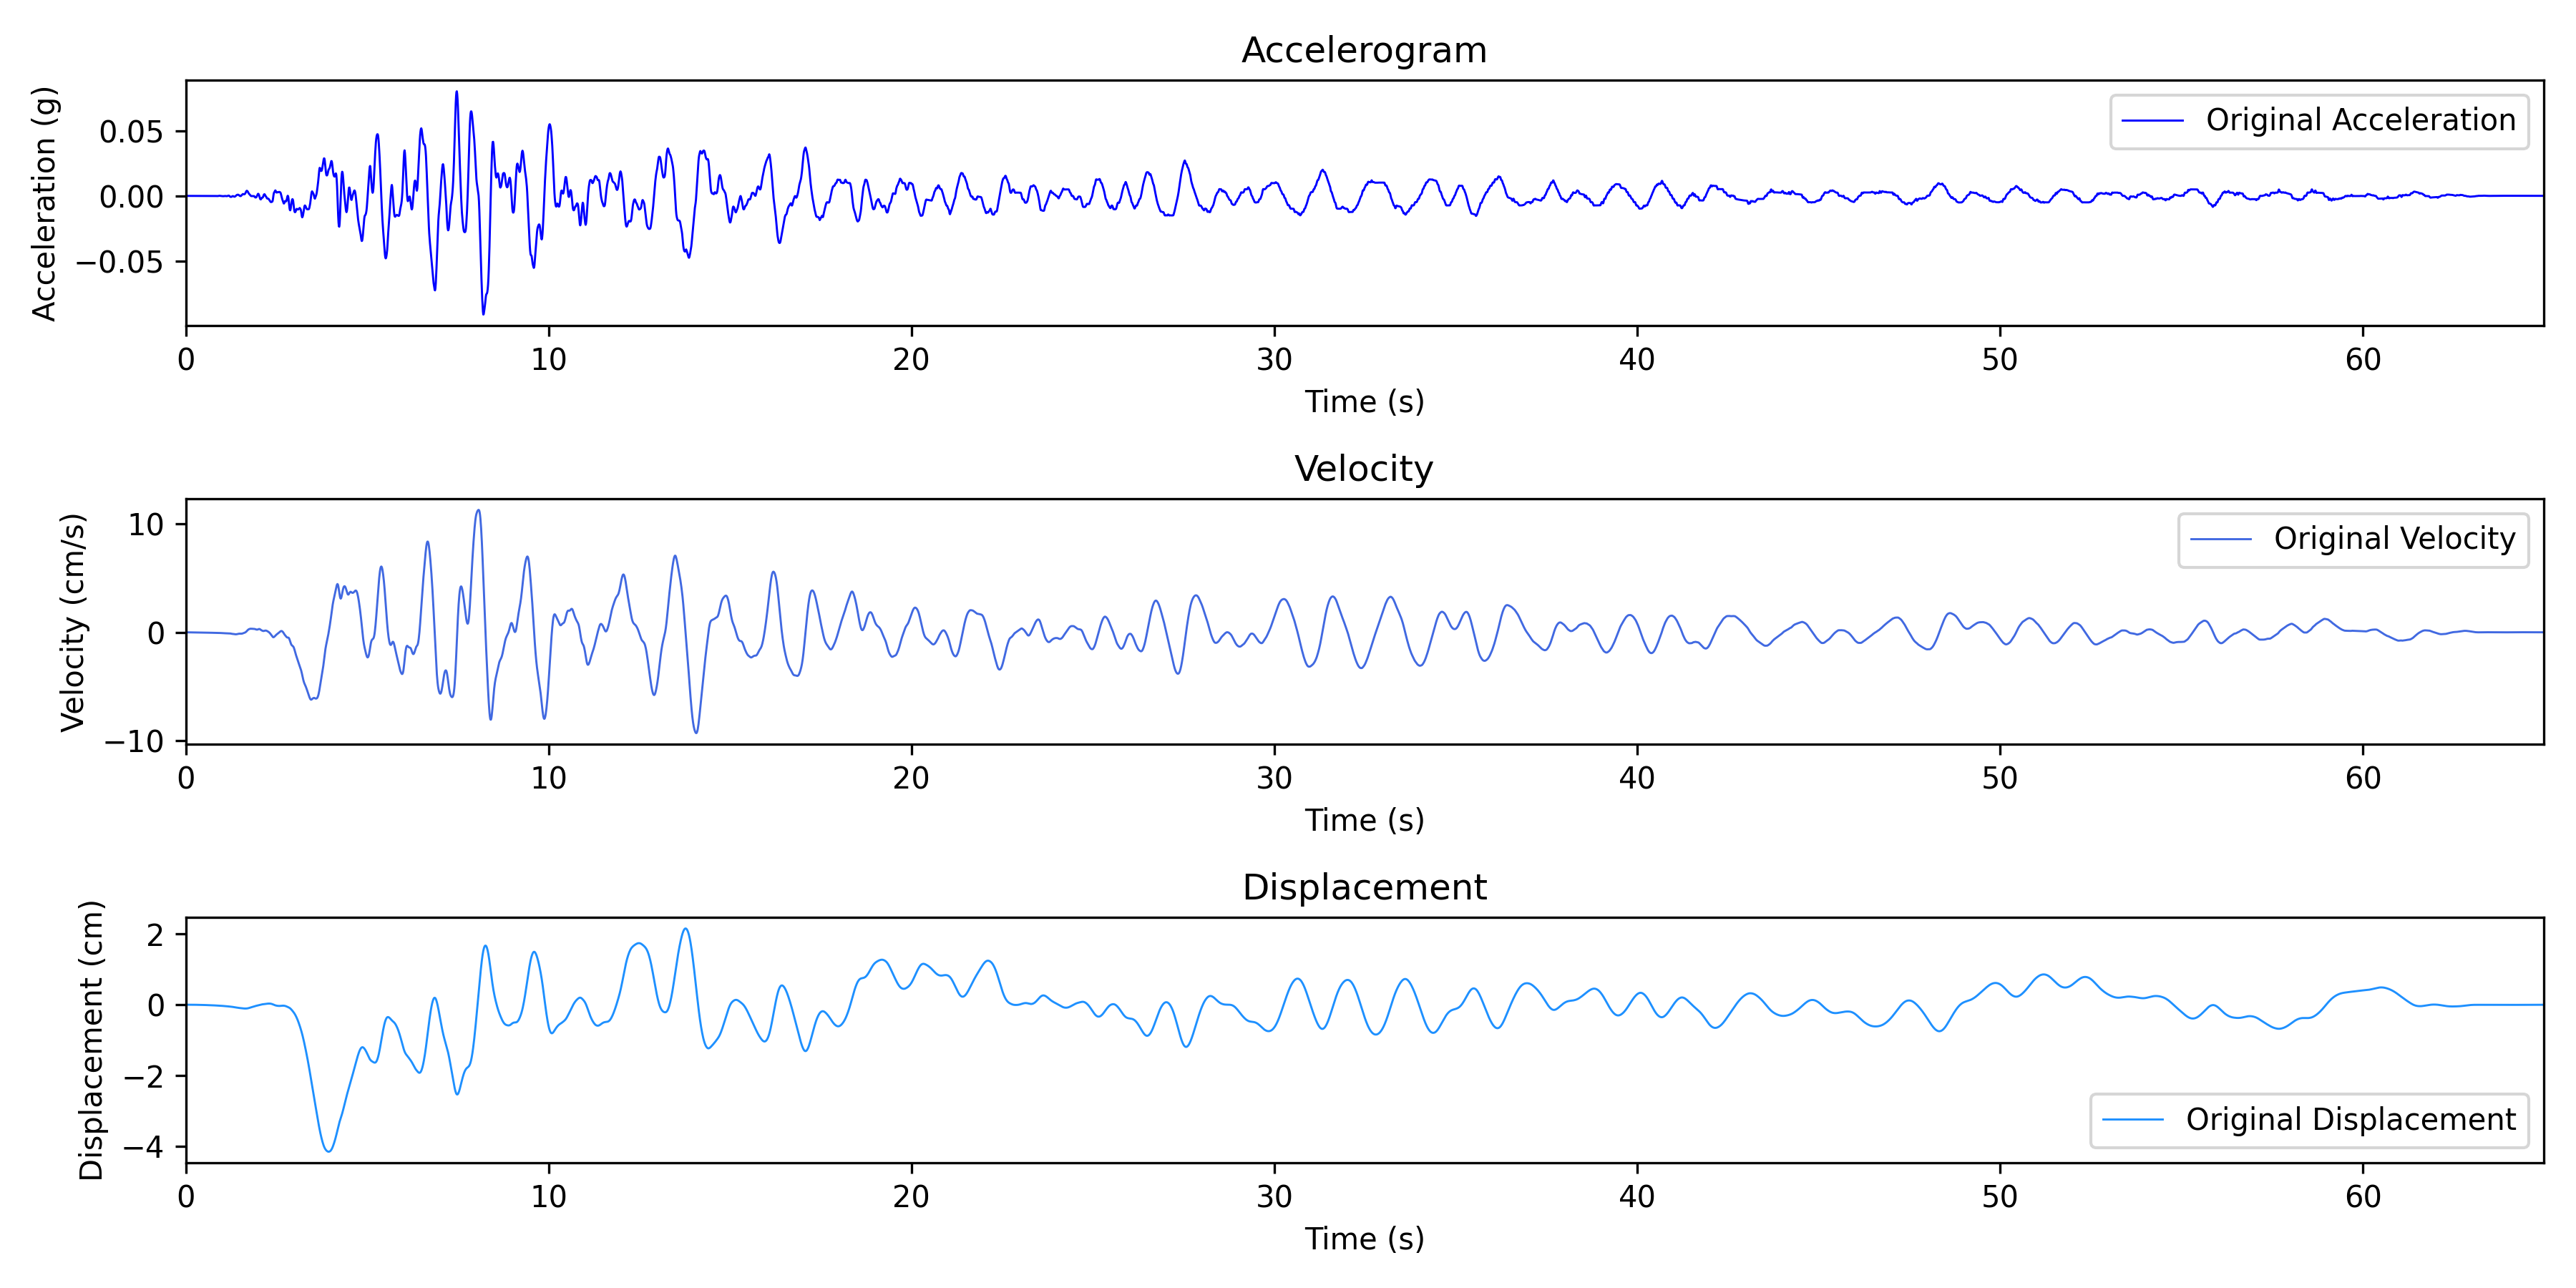 Accelerogram
Acceleration (g)
0.05
0.00
−0.05
Original Acceleration
0 10 20 30 40 50 60
Time (s)
Velocity
Velocity (cm/s)
10
0
−10
Original Velocity
0 10 20 30 40 50 60
Time (s)
Displacement
Displacement (cm)
2
0
−2
−4
Original Displacement
0 10 20 30 40 50 60
Time (s)